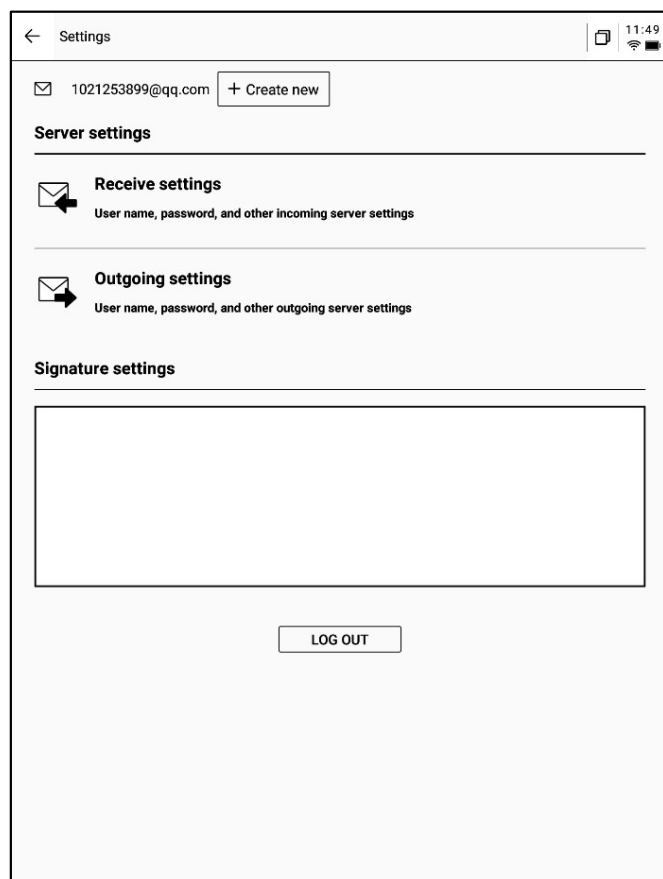 Settings
11:49
1021253899@qq.com + Create new
Server settings
Receive settings
User name, password, and other incoming server settings
Outgoing settings
User name, password, and other outgoing server settings
Signature settings
LOG OUT